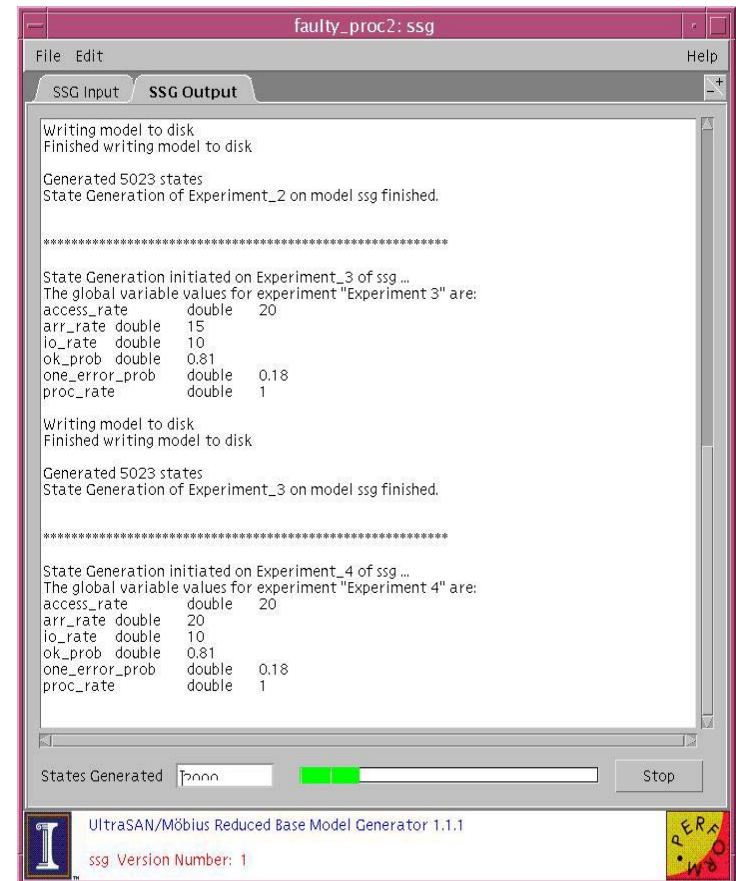 faulty_proc2: ssg
File Edit Help
SSG Input SSG Output
Writing model to disk
Finished writing model to disk
Generated 5023 states
State Generation of Experiment_2 on model ssg finished.
**********************************************************
State Generation initiated on Experiment_3 of ssg ...
The global variable values for experiment "Experiment 3" are:
access_rate double 20
arr_rate double 15
io_rate double 10
ok_prob double 0.81
one_error_prob double 0.18
proc_rate double 1
Writing model to disk
Finished writing model to disk
Generated 5023 states
State Generation of Experiment_3 on model ssg finished.
**********************************************************
State Generation initiated on Experiment_4 of ssg ...
The global variable values for experiment "Experiment 4" are:
access_rate double 20
arr_rate double 20
io_rate double 10
ok_prob double 0.81
one_error_prob double 0.18
proc_rate double 1
States Generated 2000 Stop
UltraSAN/Möbius Reduced Base Model Generator 1.1.1
ssg Version Number: 1
PERFORM